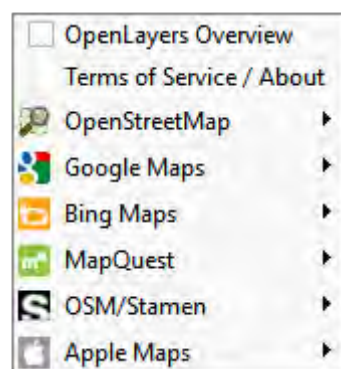 OpenLayers Overview
Terms of Service / About
OpenStreetMap
Google Maps
Bing Maps
MapQuest
OSM/Stamen
Apple Maps